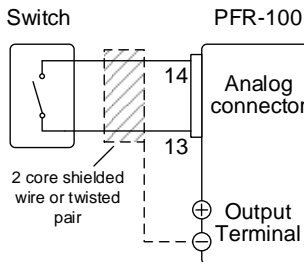 Switch
PFR-100
14
Analog
connector
13
2 core shielded
wire or twisted
pair
Output
Terminal